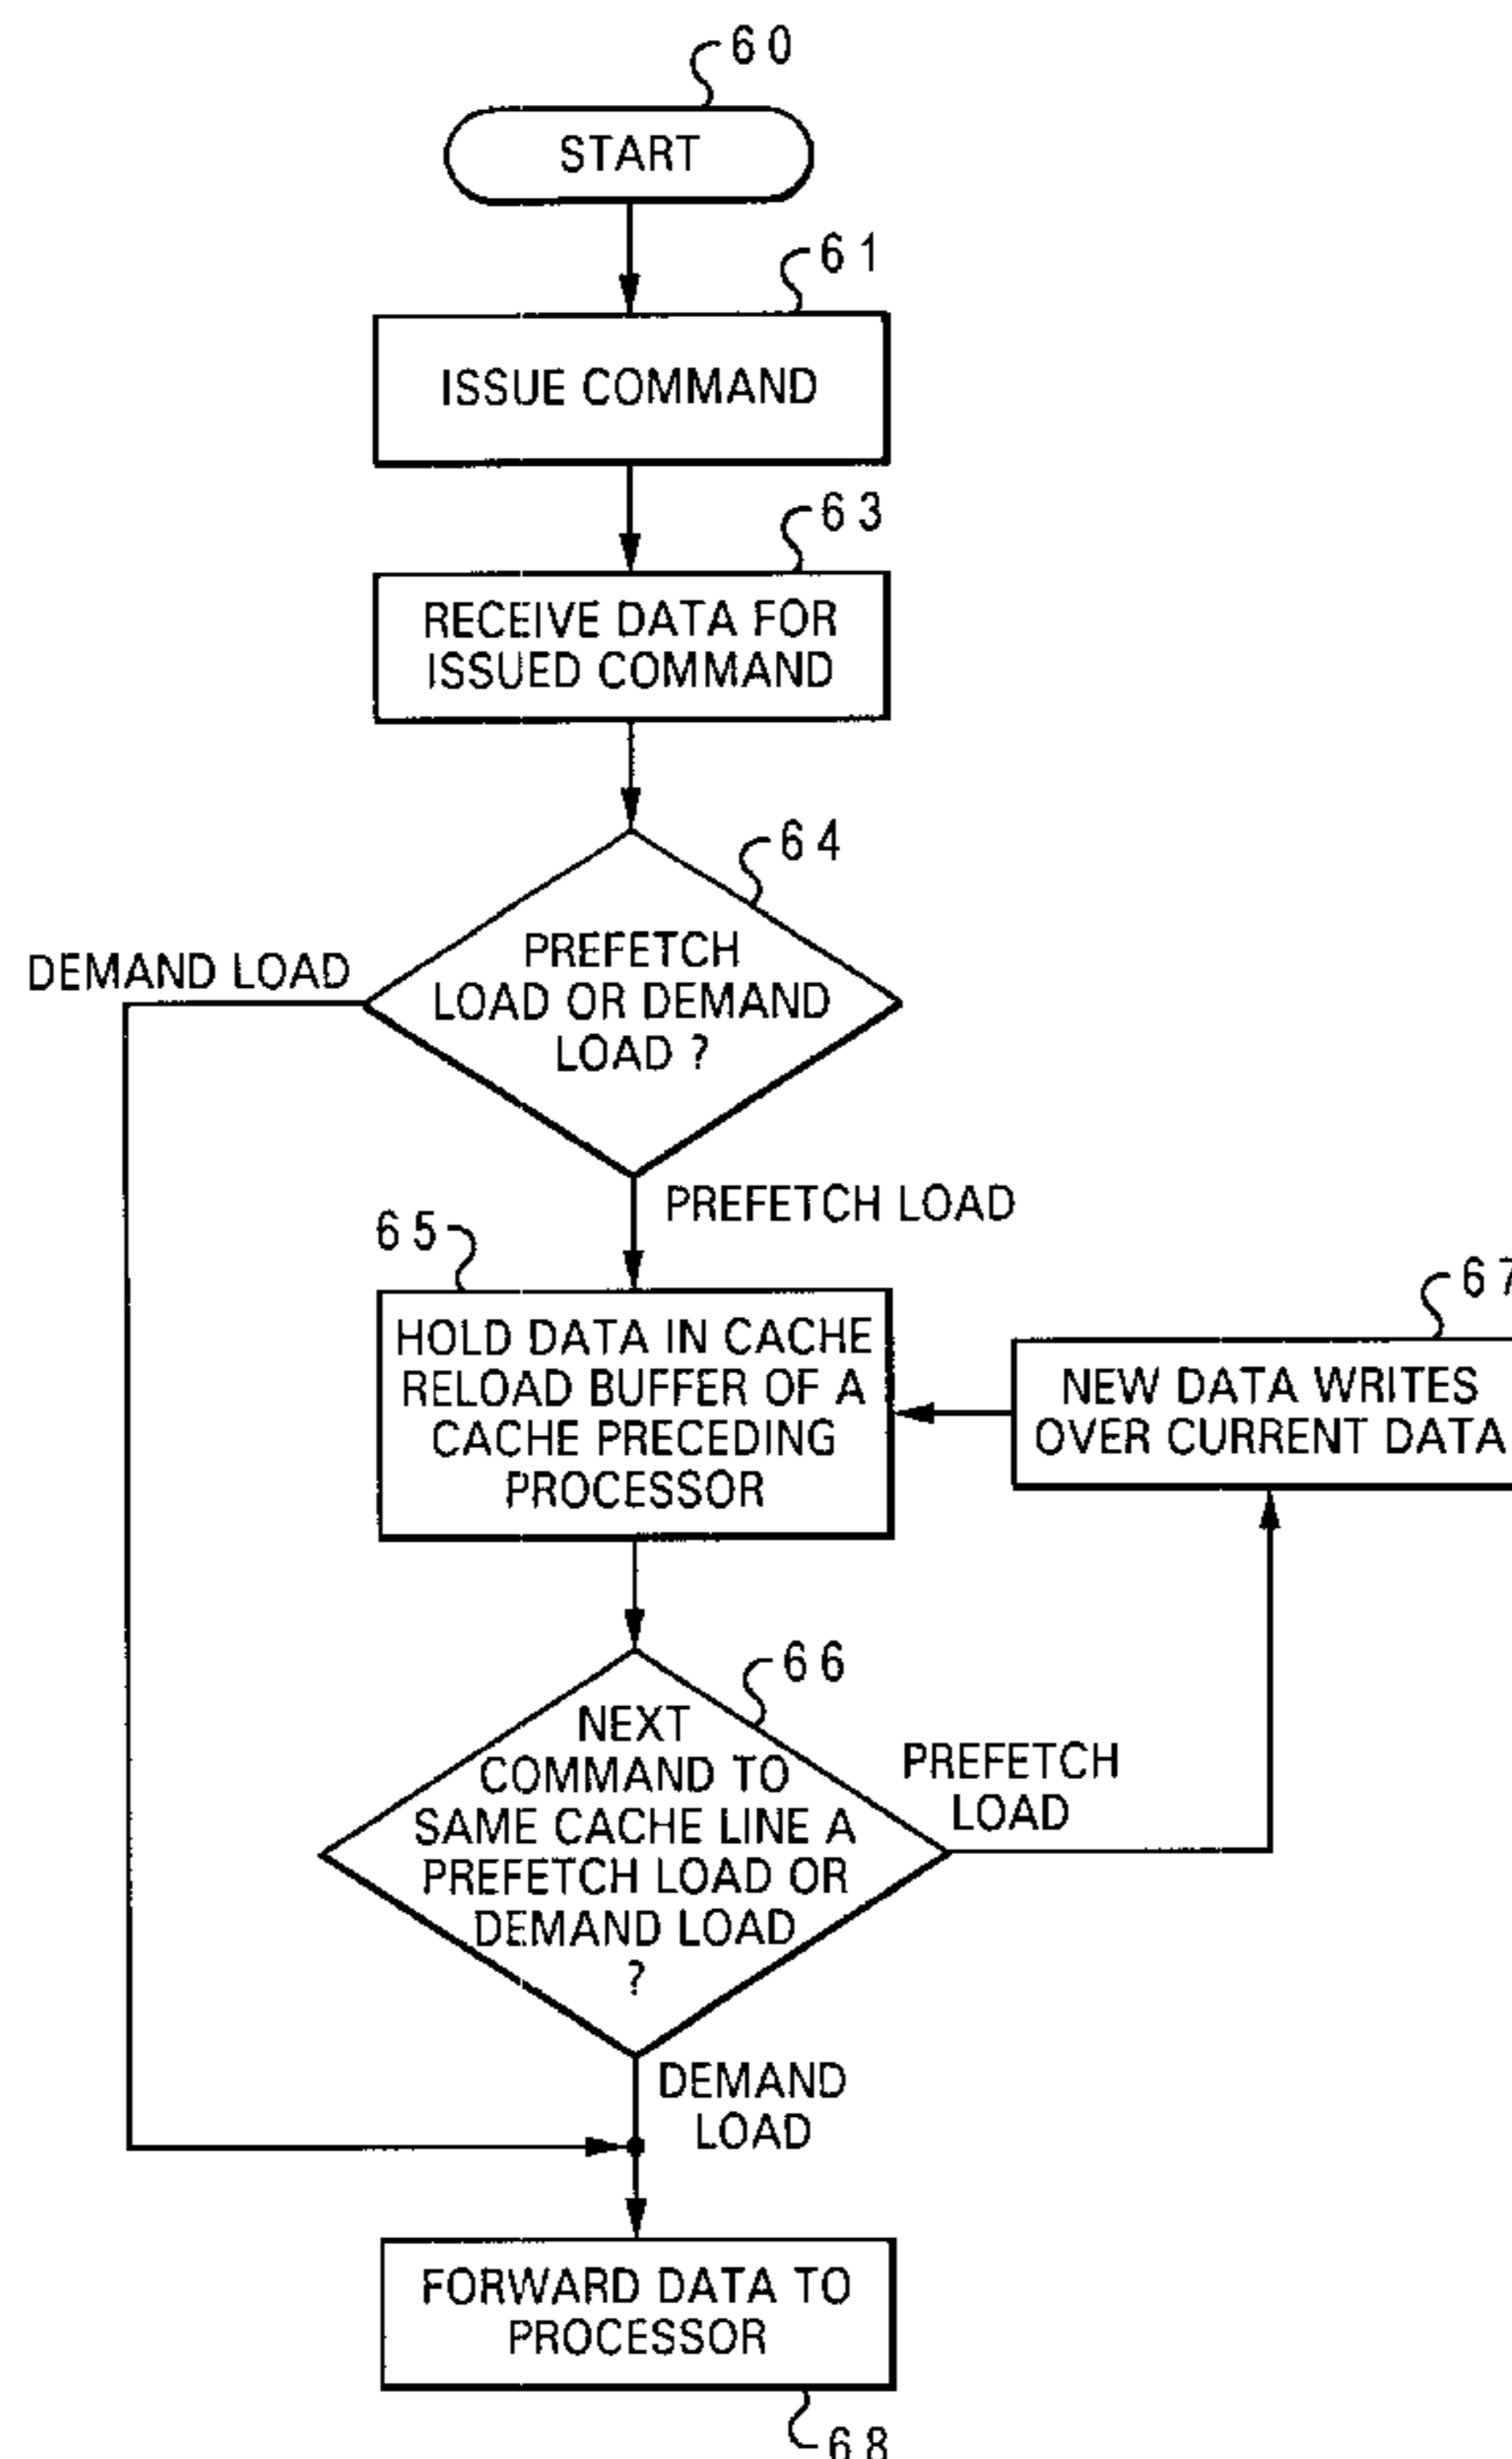 60
START
61
ISSUE COMMAND
63
RECEIVE DATA FOR
ISSUED COMMAND
64
PREFETCH
LOAD OR DEMAND
LOAD ?
DEMAND LOAD
PREFETCH LOAD
65
HOLD DATA IN CACHE
RELOAD BUFFER OF A
CACHE PRECEDING
PROCESSOR
67
NEW DATA WRITES
OVER CURRENT DATA
66
NEXT
COMMAND TO
SAME CACHE LINE A
PREFETCH LOAD OR
DEMAND LOAD
?
PREFETCH
LOAD
DEMAND
LOAD
FORWARD DATA TO
PROCESSOR
68